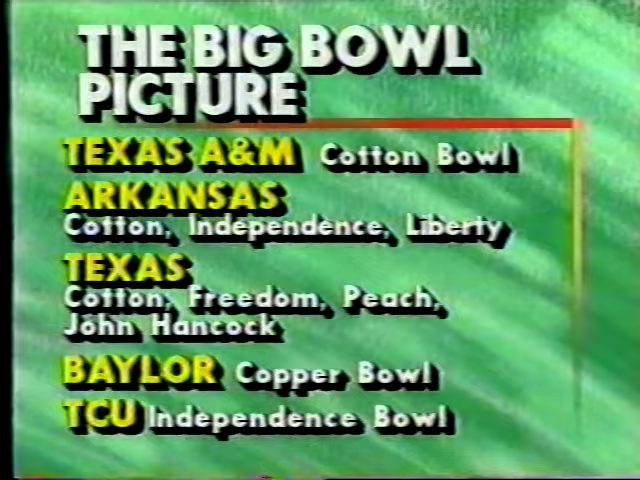 THE BIG BOWL
PICTURE
TEXAS A&M Cotton Bowl
ARKANSAS
Cotton, Independence, Liberty
TEXAS
Cotton, Freedom, Peach,
John Hancock
BAYLOR Copper Bowl
TCU Independence Bowl